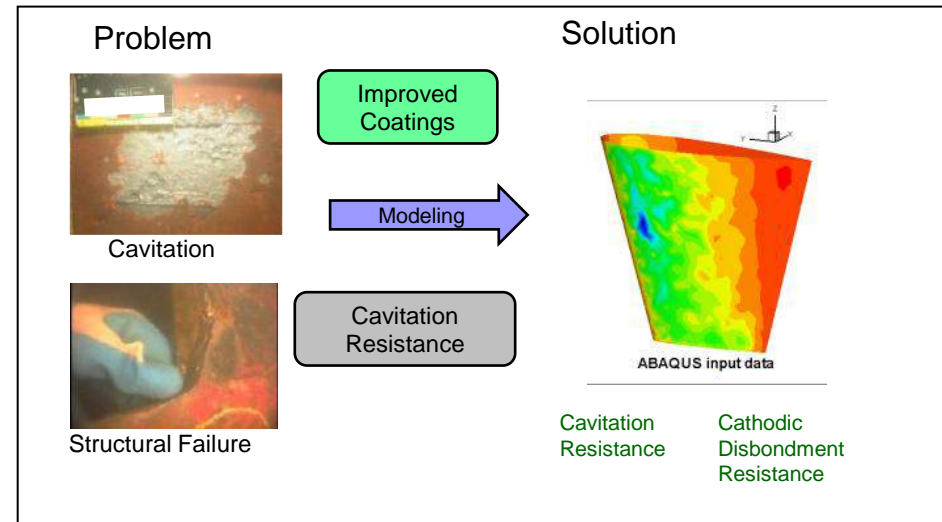 Problem
Solution
Improved
Coatings
Modeling
Cavitation
Cavitation
Resistance
Structural Failure
Z
Y
X
ABAQUS input data
Cavitation
Resistance
Cathodic
Disbondment
Resistance